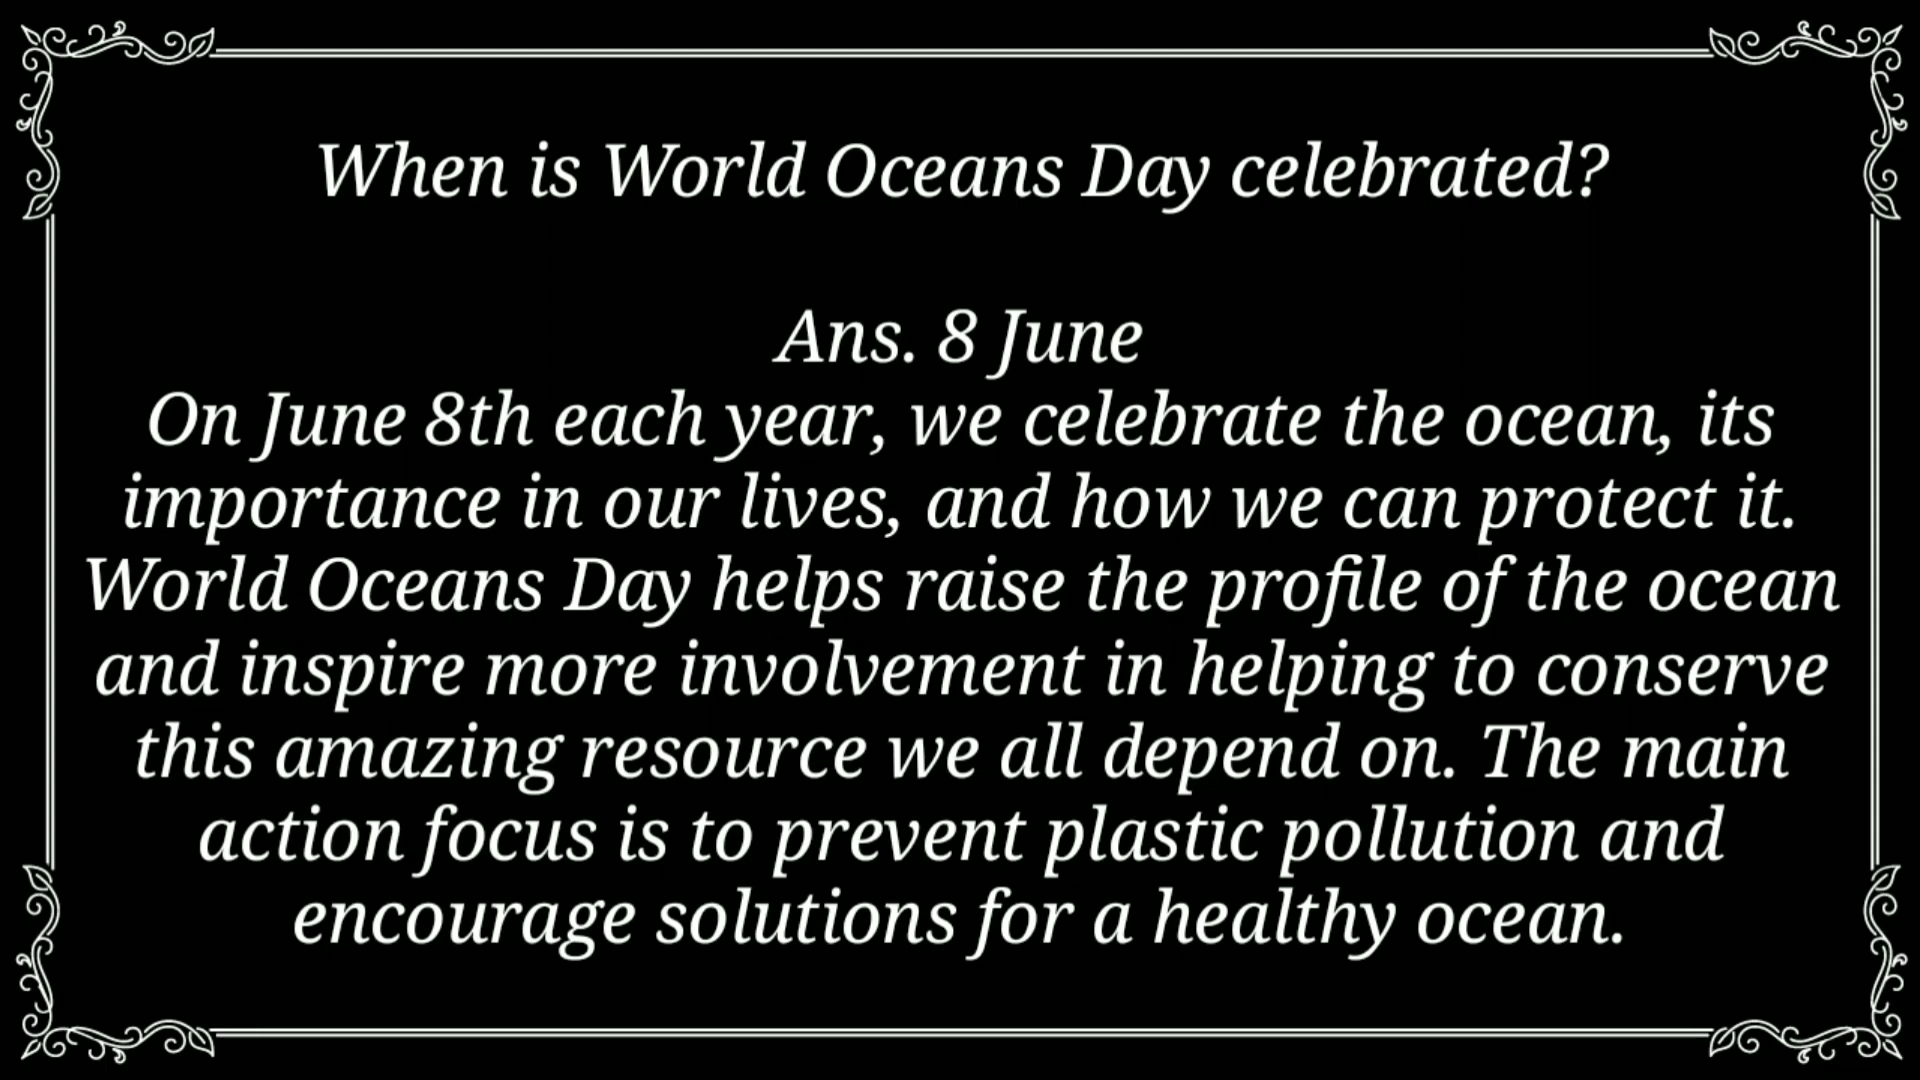 When is World Oceans Day celebrated?
Ans. 8 June
On June 8th each year, we celebrate the ocean, its
importance in our lives, and how we can protect it.
World Oceans Day helps raise the profile of the ocean
and inspire more involvement in helping to conserve
this amazing resource we all depend on. The main
action focus is to prevent plastic pollution and
encourage solutions for a healthy ocean.